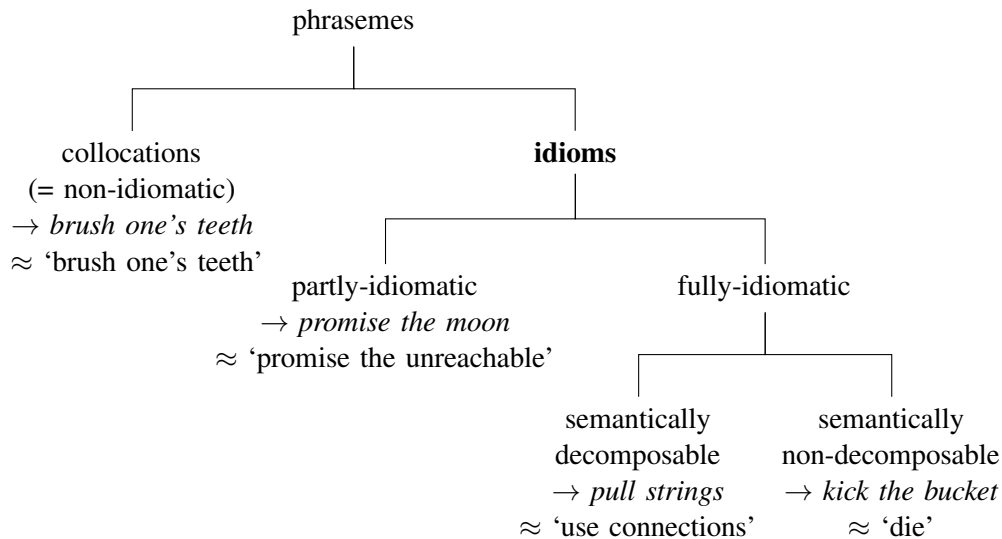 phrasemes
collocations
(= non-idiomatic)
→ brush one's teeth
≈ ‘brush one's teeth’
idioms
partly-idiomatic
→ promise the moon
≈ ‘promise the unreachable’
fully-idiomatic
semantically
decomposable
→ pull strings
≈ ‘use connections’
semantically
non-decomposable
→ kick the bucket
≈ ‘die’